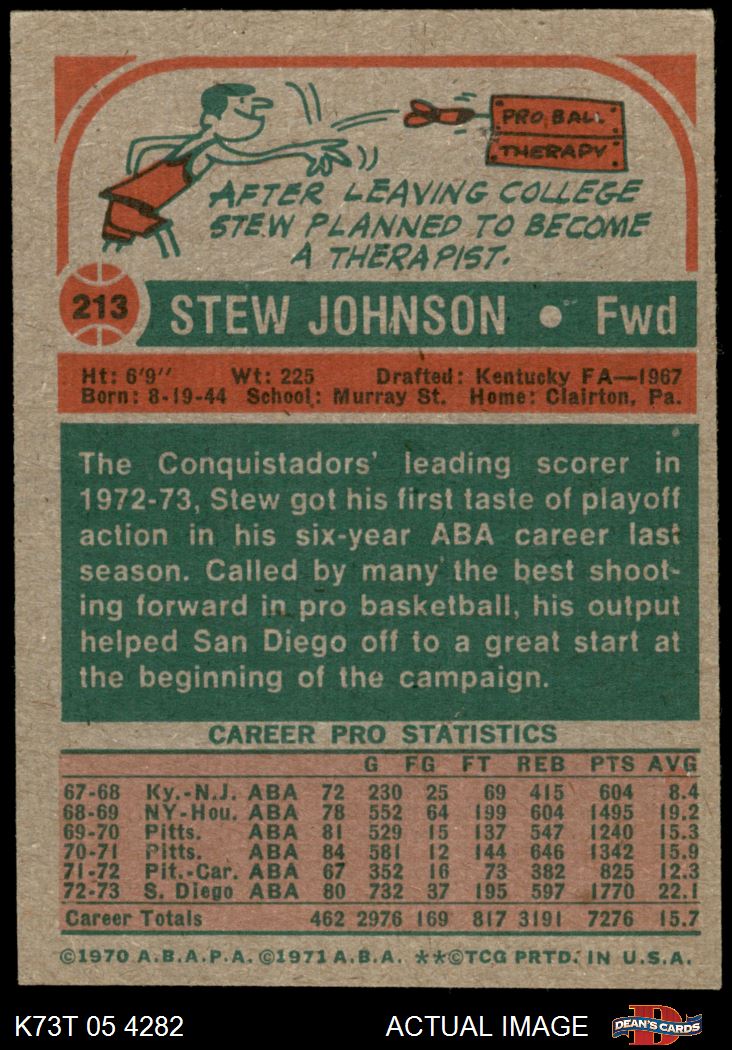 PRO BALL
THERAPY
AFTER LEAVING COLLEGE
STEW PLANNED TO BECOME
A THERAPIST.
213 STEW JOHNSON • Fwd
Ht: 6'9" Wt: 225 Drafted: Kentucky FA—1967
Born: 8-19-44 School: Murray St. Home: Clairton, Pa.
The Conquistadors' leading scorer in
1972-73, Stew got his first taste of playoff
action in his six-year ABA career last
season. Called by many the best shoot-
ing forward in pro basketball, his output
helped San Diego off to a great start at
the beginning of the campaign.
CAREER PRO STATISTICS
G FG FT REB PTS AVG
67-68 Ky.-N.J. ABA 72 230 25 69 415 604 8.4
68-69 NY-Hou. ABA 78 552 64 199 604 1495 19.2
69-70 Pitts. ABA 81 529 15 137 547 1240 15.3
70-71 Pitts. ABA 84 581 12 144 646 1342 15.9
71-72 Pit.-Car. ABA 67 352 16 73 382 825 12.3
72-73 S. Diego ABA 80 732 37 195 597 1770 22.1
Career Totals 462 2976 169 817 3191 7276 15.7
©1970 A.B.A.P.A. ©1971 A.B.A. **©TCG PRTD. IN U.S.A.
K73T 05 4282 ACTUAL IMAGE D DEAN'S CARDS